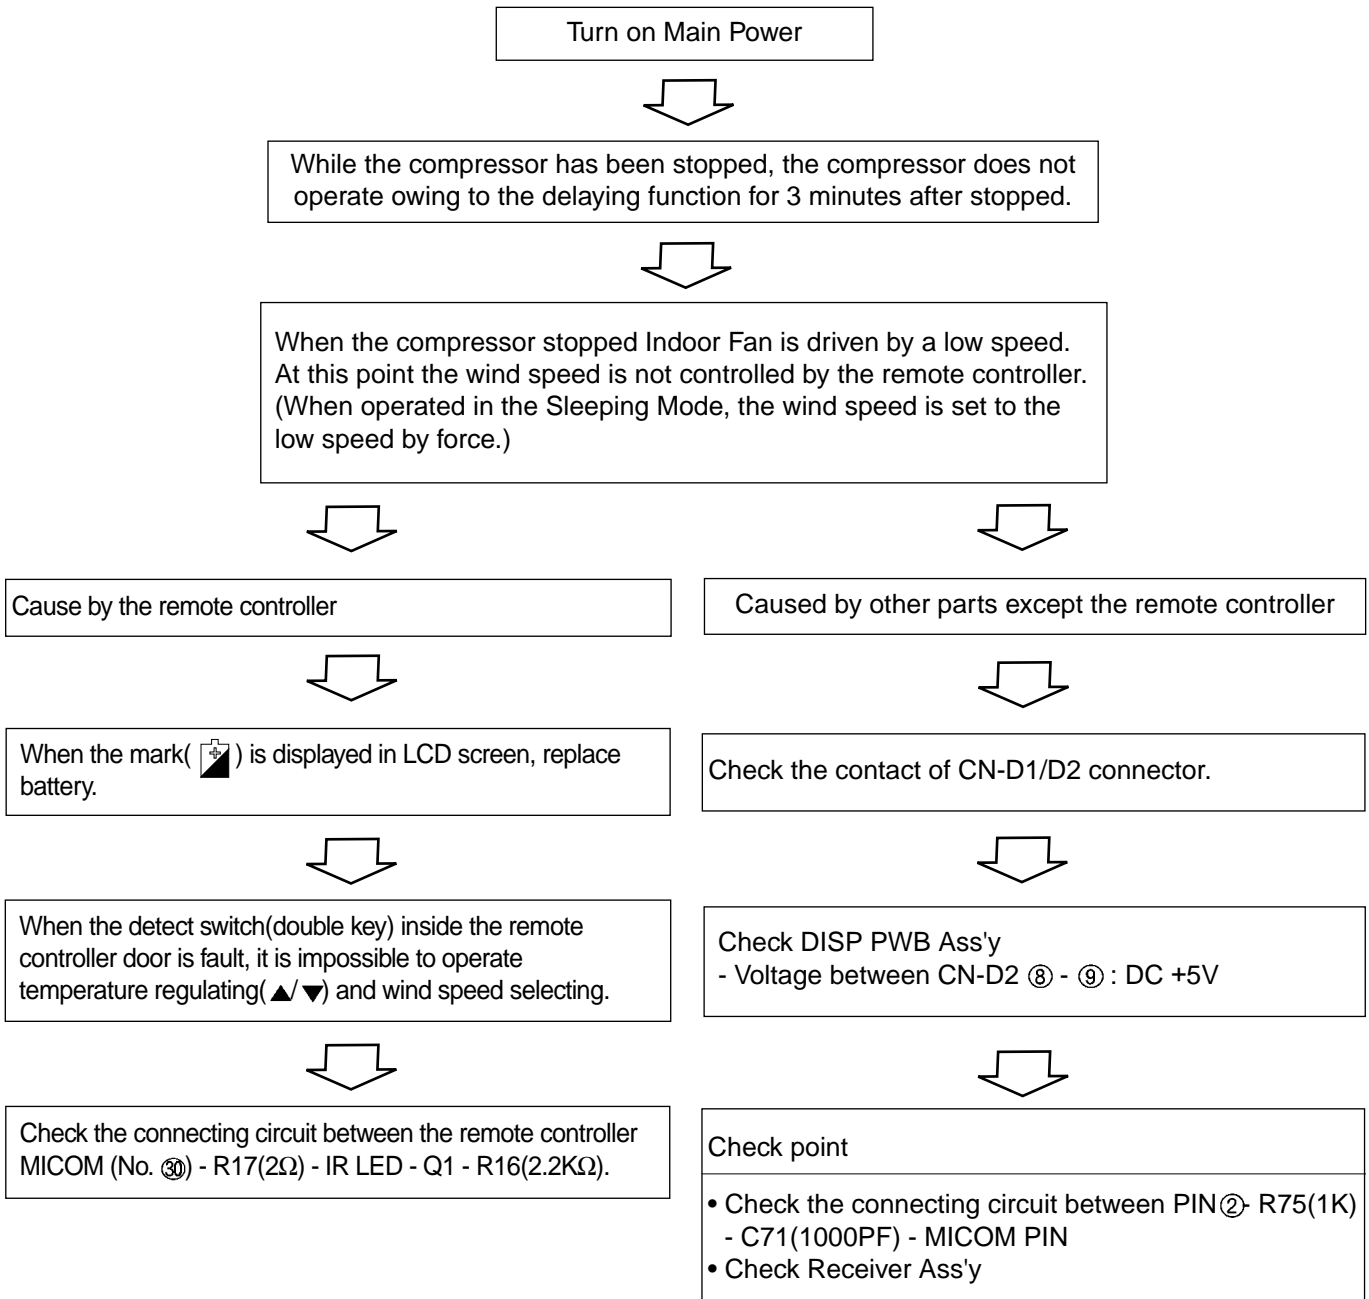 Turn on Main Power
While the compressor has been stopped, the compressor does not
operate owing to the delaying function for 3 minutes after stopped.
When the compressor stopped Indoor Fan is driven by a low speed.
At this point the wind speed is not controlled by the remote controller.
(When operated in the Sleeping Mode, the wind speed is set to the
low speed by force.)
Cause by the remote controller
When the mark( ) is displayed in LCD screen, replace
battery.
When the detect switch(double key) inside the remote
controller door is fault, it is impossible to operate
temperature regulating(▲/▼) and wind speed selecting.
Check the connecting circuit between the remote controller
MICOM (No. ㉚) - R17(2Ω) - IR LED - Q1 - R16(2.2KΩ).
Caused by other parts except the remote controller
Check the contact of CN-D1/D2 connector.
Check DISP PWB Ass'y
- Voltage between CN-D2 ⑧ - ⑨ : DC +5V
Check point
• Check the connecting circuit between PIN②- R75(1K)
- C71(1000PF) - MICOM PIN
• Check Receiver Ass'y